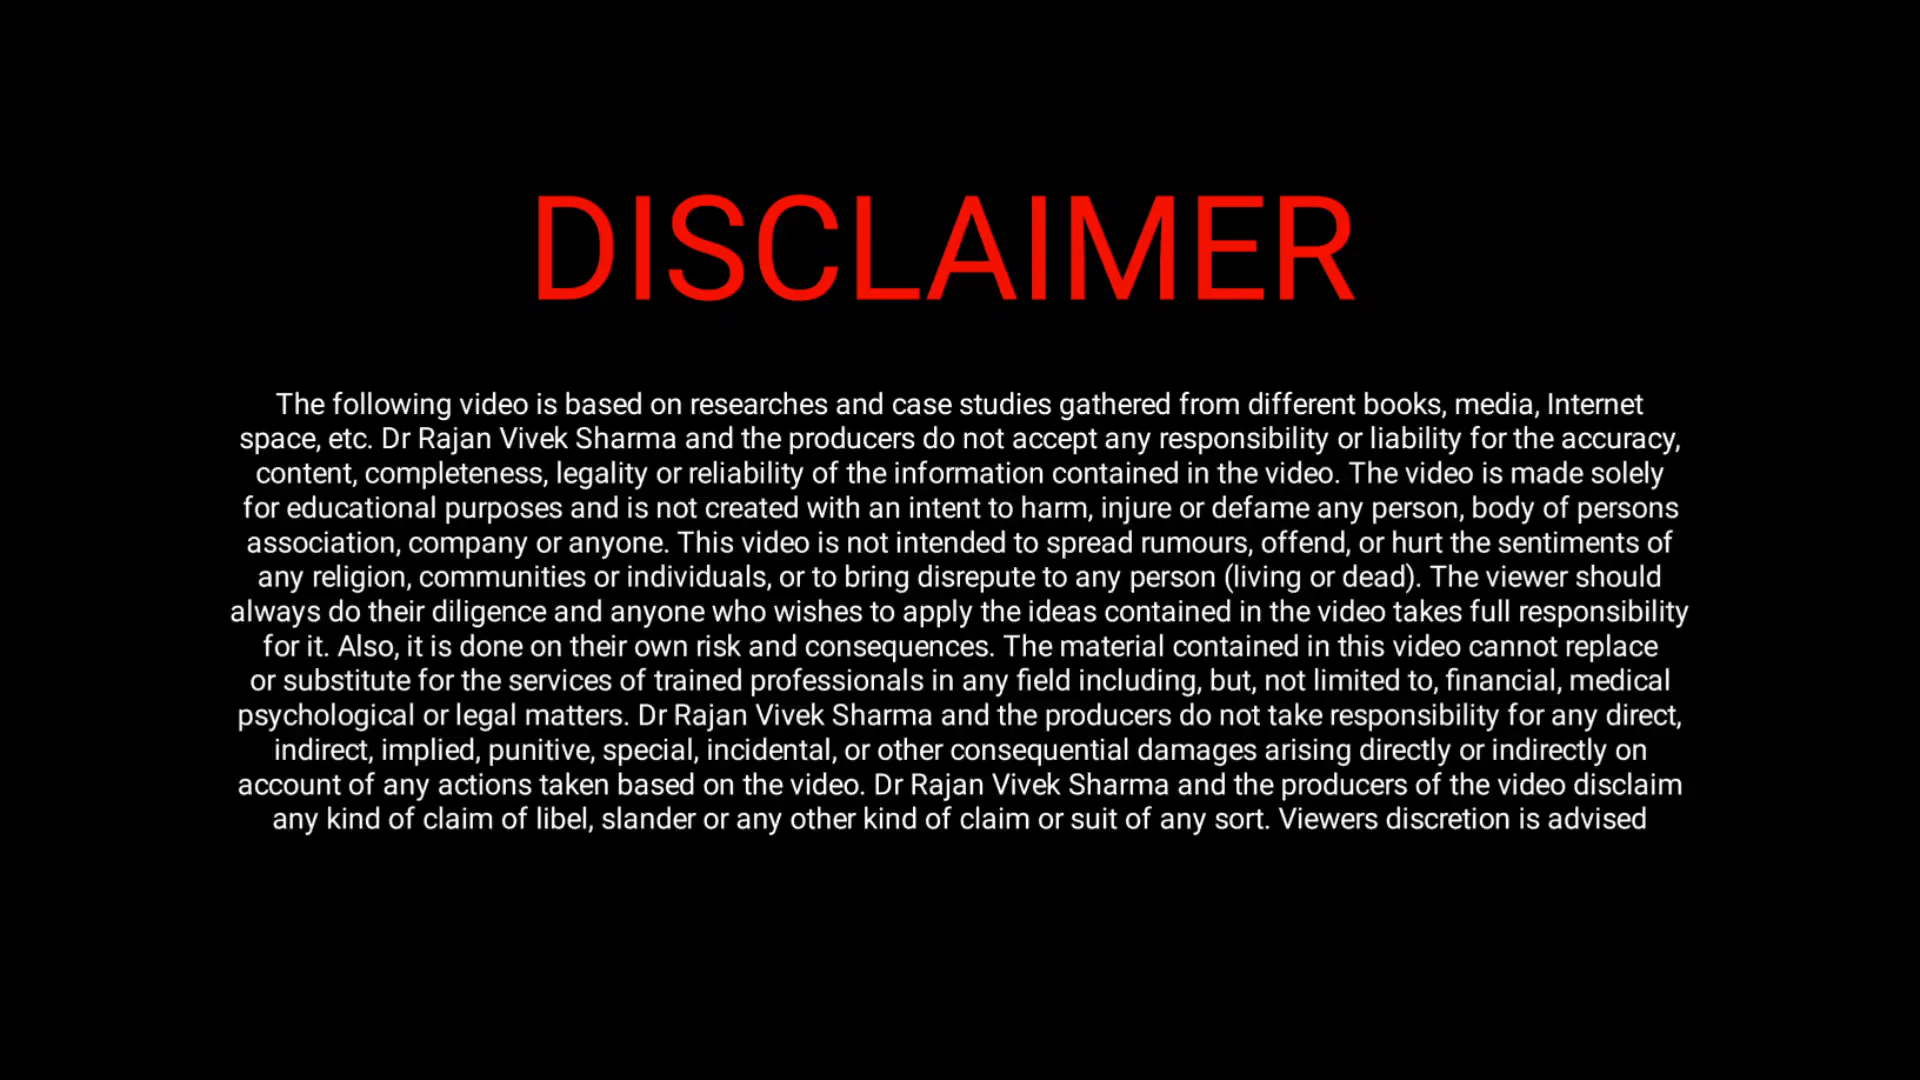 DISCLAIMER
The following video is based on researches and case studies gathered from different books, media, Internet
space, etc. Dr Rajan Vivek Sharma and the producers do not accept any responsibility or liability for the accuracy,
content, completeness, legality or reliability of the information contained in the video. The video is made solely
for educational purposes and is not created with an intent to harm, injure or defame any person, body of persons
association, company or anyone. This video is not intended to spread rumours, offend, or hurt the sentiments of
any religion, communities or individuals, or to bring disrepute to any person (living or dead). The viewer should
always do their diligence and anyone who wishes to apply the ideas contained in the video takes full responsibility
for it. Also, it is done on their own risk and consequences. The material contained in this video cannot replace
or substitute for the services of trained professionals in any field including, but, not limited to, financial, medical
psychological or legal matters. Dr Rajan Vivek Sharma and the producers do not take responsibility for any direct,
indirect, implied, punitive, special, incidental, or other consequential damages arising directly or indirectly on
account of any actions taken based on the video. Dr Rajan Vivek Sharma and the producers of the video disclaim
any kind of claim of libel, slander or any other kind of claim or suit of any sort. Viewers discretion is advised